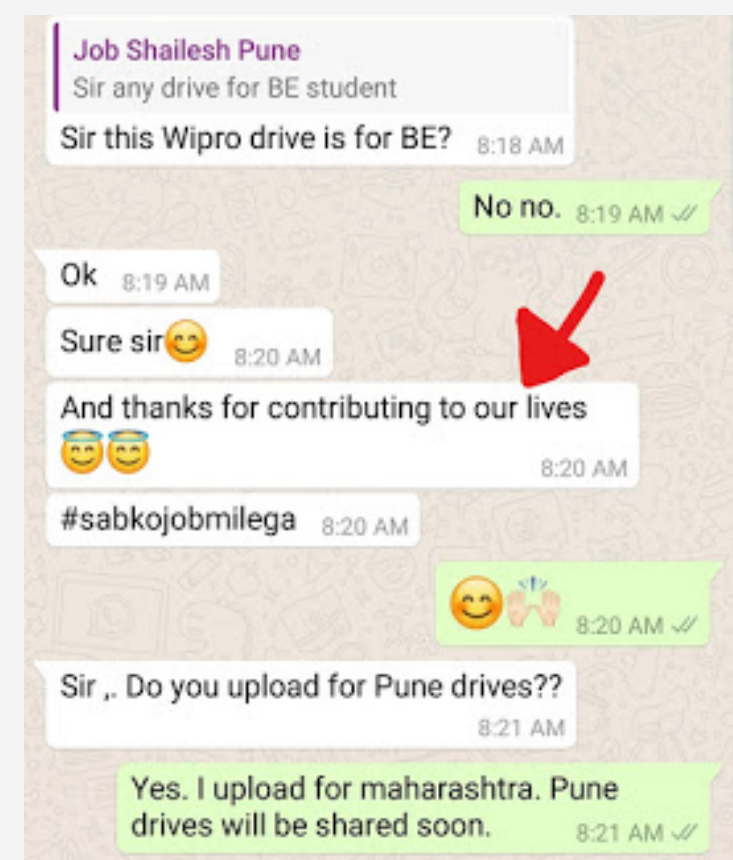 Job Shailesh Pune
Sir any drive for BE student
Sir this Wipro drive is for BE? 8:18 AM
No no. 8:19 AM
Ok 8:19 AM
Sure sir😊 8:20 AM
And thanks for contributing to our lives
😇😇 8:20 AM
#sabkojobmilega 8:20 AM
😊🙌🏻 8:20 AM
Sir ,. Do you upload for Pune drives??
8:21 AM
Yes. I upload for maharashtra. Pune
drives will be shared soon. 8:21 AM